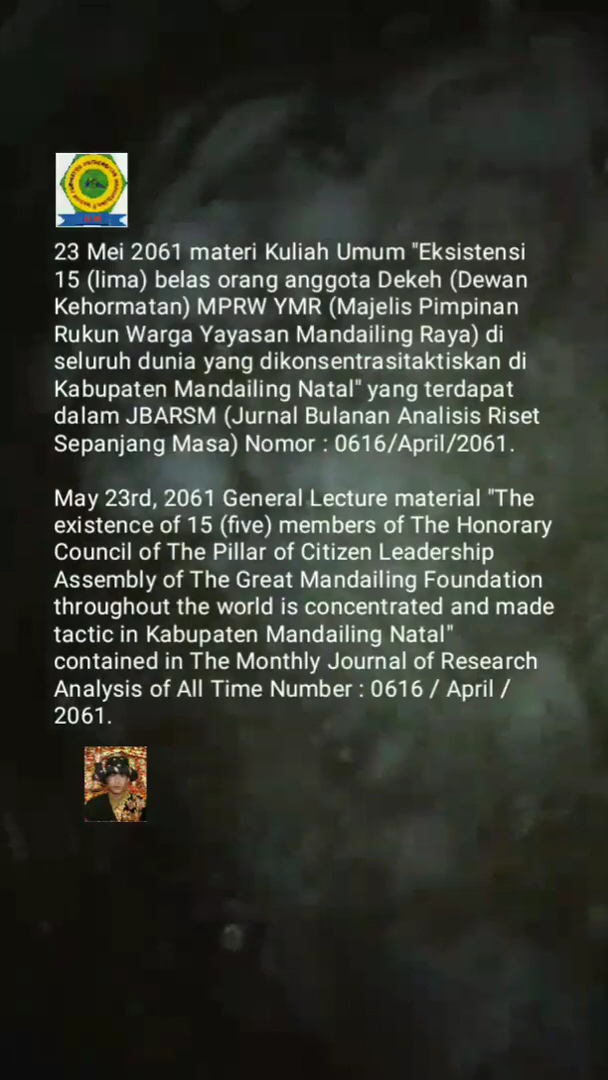 23 Mei 2061 materi Kuliah Umum "Eksistensi
15 (lima) belas orang anggota Dekeh (Dewan
Kehormatan) MPRW YMR (Majelis Pimpinan
Rukun Warga Yayasan Mandailing Raya) di
seluruh dunia yang dikonsentrasitaktiskan di
Kabupaten Mandailing Natal" yang terdapat
dalam JBARSM (Jurnal Bulanan Analisis Riset
Sepanjang Masa) Nomor : 0616/April/2061.
May 23rd, 2061 General Lecture material "The
existence of 15 (five) members of The Honorary
Council of The Pillar of Citizen Leadership
Assembly of The Great Mandailing Foundation
throughout the world is concentrated and made
tactic in Kabupaten Mandailing Natal"
contained in The Monthly Journal of Research
Analysis of All Time Number : 0616 / April /
2061.